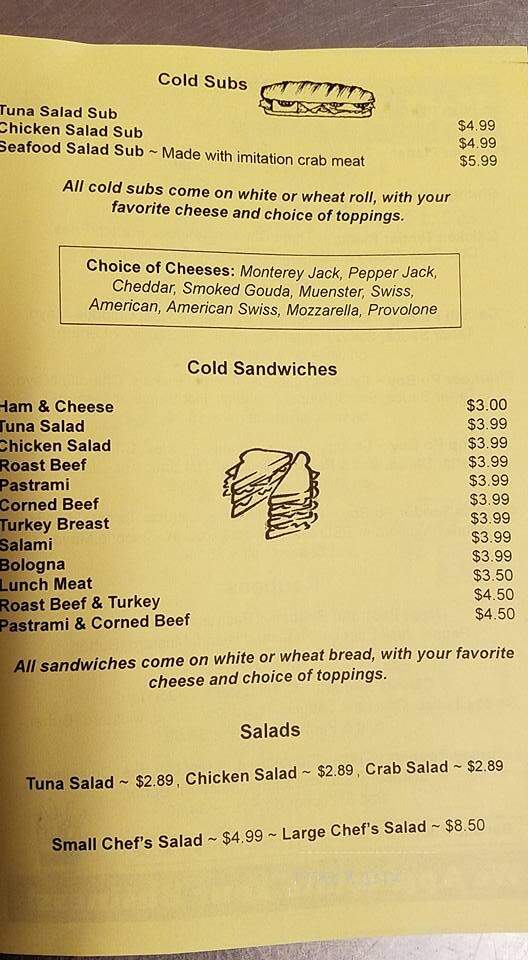 Cold Subs
Tuna Salad Sub $4.99
Chicken Salad Sub $4.99
Seafood Salad Sub ~ Made with imitation crab meat $5.99
All cold subs come on white or wheat roll, with your
favorite cheese and choice of toppings.
Choice of Cheeses: Monterey Jack, Pepper Jack,
Cheddar, Smoked Gouda, Muenster, Swiss,
American, American Swiss, Mozzarella, Provolone
Cold Sandwiches
Ham & Cheese $3.00
Tuna Salad $3.99
Chicken Salad $3.99
Roast Beef $3.99
Pastrami $3.99
Corned Beef $3.99
Turkey Breast $3.99
Salami $3.99
Bologna $3.99
Lunch Meat $3.50
Roast Beef & Turkey $4.50
Pastrami & Corned Beef $4.50
All sandwiches come on white or wheat bread, with your favorite
cheese and choice of toppings.
Salads
Tuna Salad ~ $2.89, Chicken Salad ~ $2.89, Crab Salad ~ $2.89
Small Chef's Salad ~ $4.99 ~ Large Chef's Salad ~ $8.50